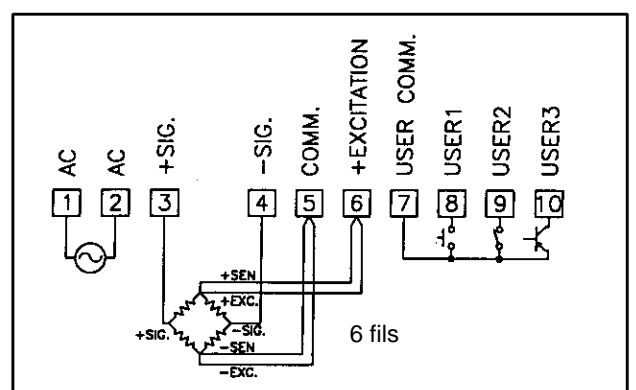 AC
AC
+SIG.
-SIG.
COMM.
+EXCITATION
USER COMM.
USER1
USER2
USER3
1
2
3
4
5
6
7
8
9
10
+SEN
+EXC.
+SIG.
-SIG.
-SEN
-EXC.
6 fils